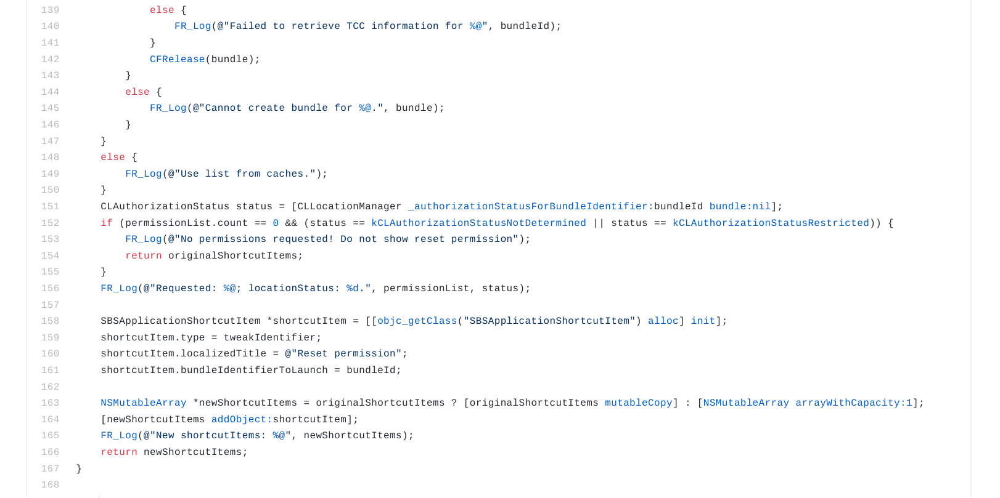 139 else {
140 FR_Log(@"Failed to retrieve TCC information for %@", bundleId);
141 }
142 CFRelease(bundle);
143 }
144 else {
145 FR_Log(@"Cannot create bundle for %@.", bundle);
146 }
147 }
148 else {
149 FR_Log(@"Use list from caches.");
150 }
151 CLAuthorizationStatus status = [CLLocationManager _authorizationStatusForBundleIdentifier:bundleId bundle:nil];
152 if (permissionList.count == 0 && (status == kCLAuthorizationStatusNotDetermined || status == kCLAuthorizationStatusRestricted)) {
153 FR_Log(@"No permissions requested! Do not show reset permission");
154 return originalShortcutItems;
155 }
156 FR_Log(@"Requested: %@; locationStatus: %d.", permissionList, status);
157
158 SBSApplicationShortcutItem *shortcutItem = [[objc_getClass("SBSApplicationShortcutItem") alloc] init];
159 shortcutItem.type = tweakIdentifier;
160 shortcutItem.localizedTitle = @"Reset permission";
161 shortcutItem.bundleIdentifierToLaunch = bundleId;
162
163 NSMutableArray *newShortcutItems = originalShortcutItems ? [originalShortcutItems mutableCopy] : [NSMutableArray arrayWithCapacity:1];
164 [newShortcutItems addObject:shortcutItem];
165 FR_Log(@"New shortcutItems: %@", newShortcutItems);
166 return newShortcutItems;
167 }
168